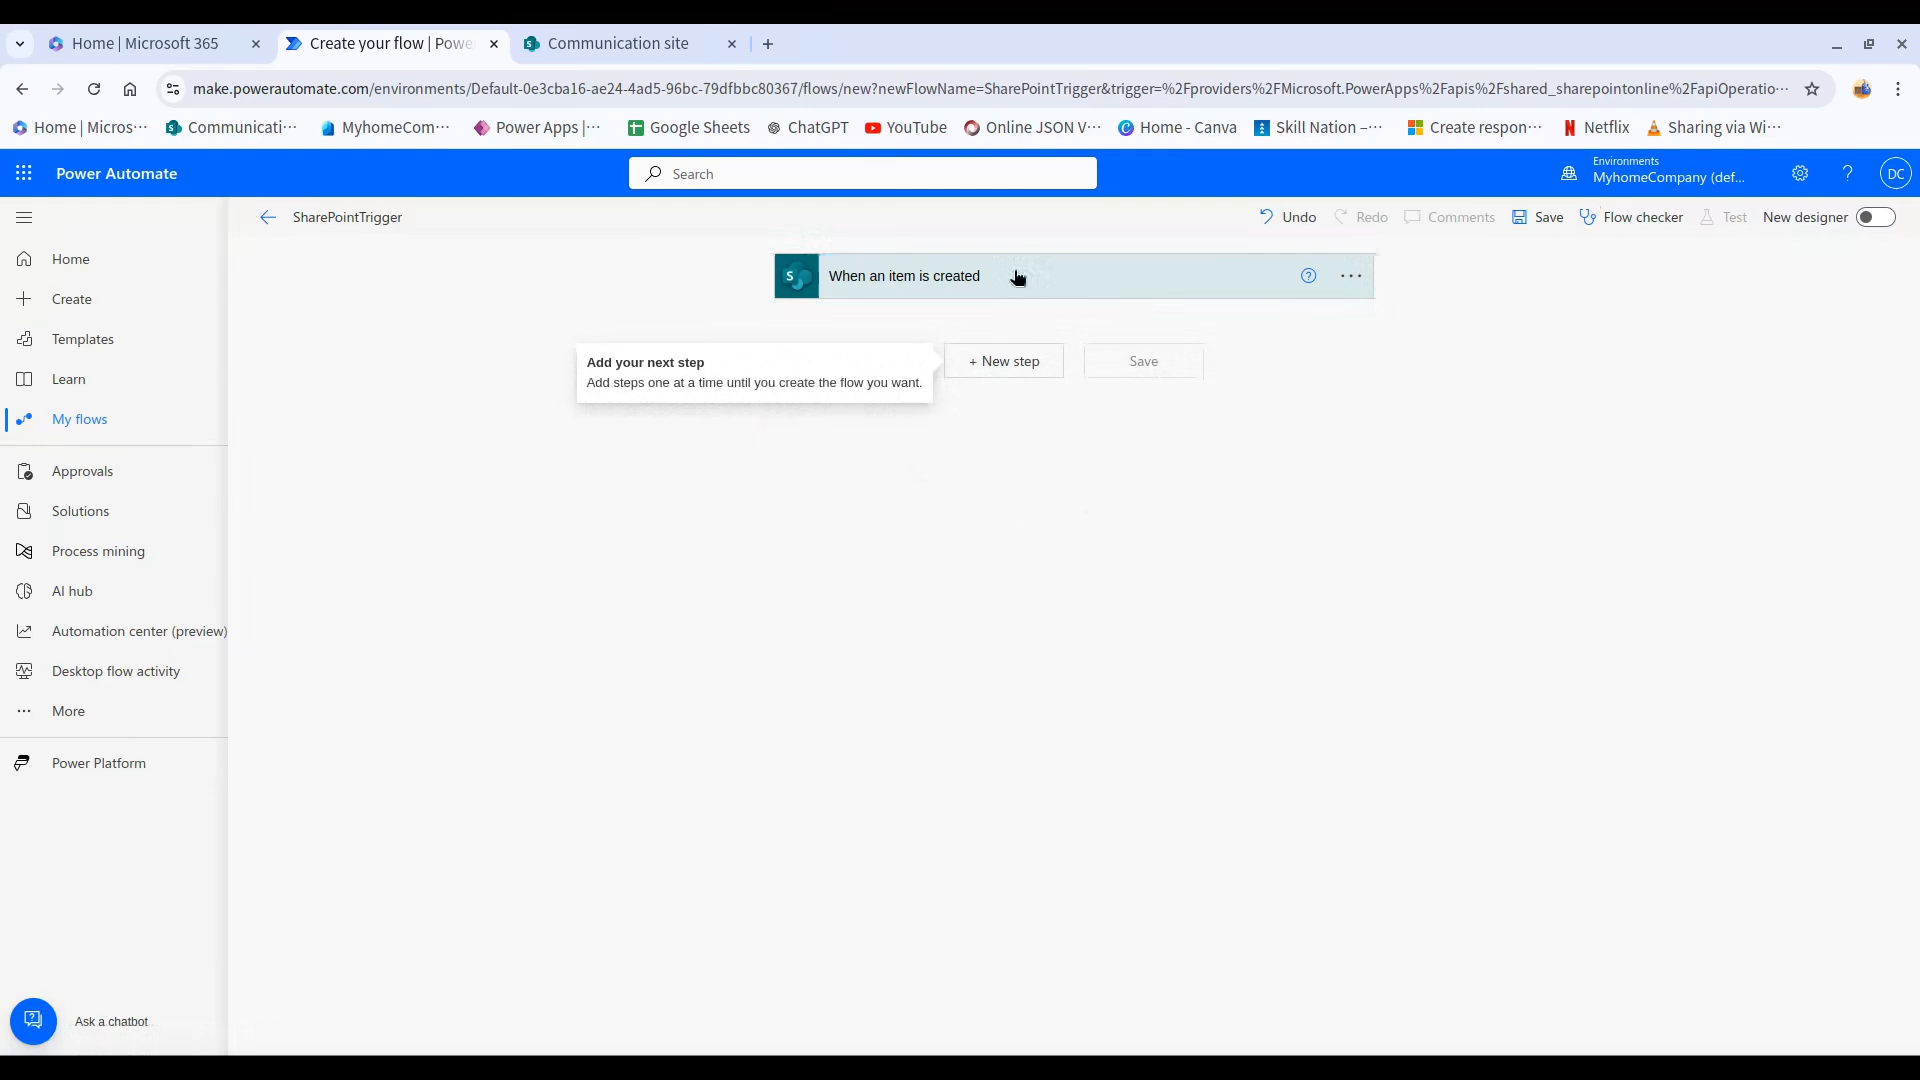 Home | Microsoft 365
Create your flow | Powe
Communication site
make.powerautomate.com/environments/Default-0e3cba16-ae24-4ad5-96bc-79dfbbc80367/flows/new?newFlowName=SharePointTrigger&trigger=%2Fproviders%2FMicrosoft.PowerApps%2Fapis%2Fshared_sharepointonline%2FapiOperatio...
Home | Micros...
Communicati...
MyhomeCom...
Power Apps |...
Google Sheets
ChatGPT
YouTube
Online JSON V...
Home - Canva
Skill Nation –...
Create respon...
Netflix
Sharing via Wi...
Power Automate
Search
Environments
MyhomeCompany (def...
DC
SharePointTrigger
Undo
Redo
Comments
Save
Flow checker
Test
New designer
Home
Create
Templates
Learn
My flows
Approvals
Solutions
Process mining
AI hub
Automation center (preview)
Desktop flow activity
More
Power Platform
Ask a chatbot
S
When an item is created
Add your next step
Add steps one at a time until you create the flow you want.
+ New step
Save